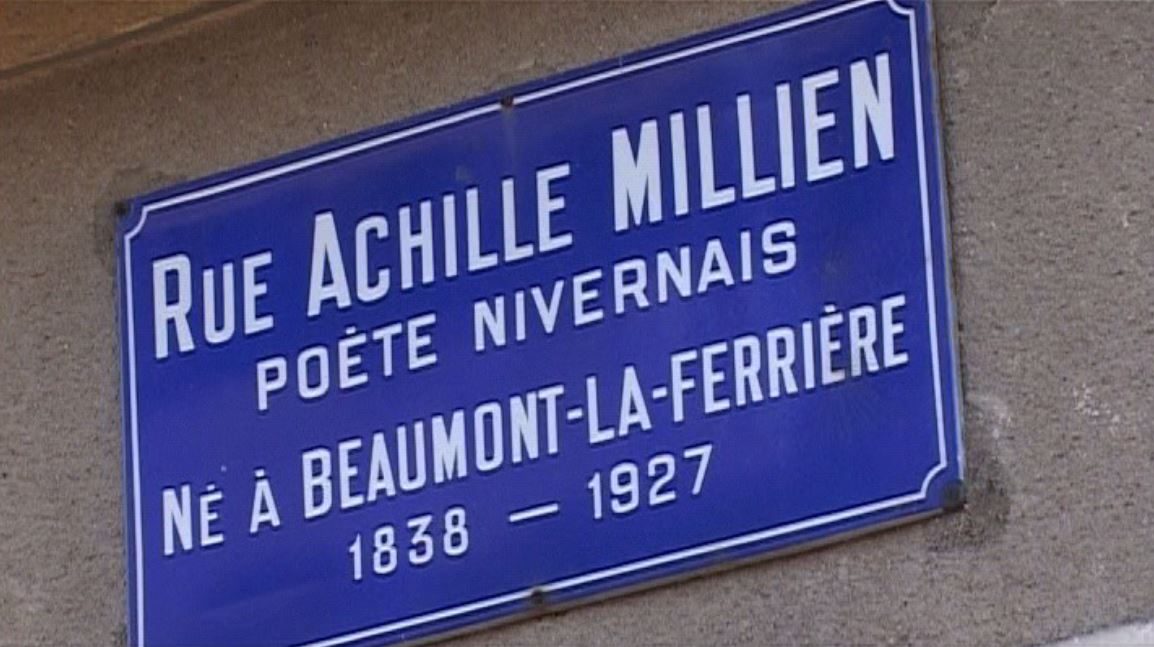 RUE ACHILLE MILLIEN
POÈTE NIVERNAIS
NÉ À BEAUMONT-LA-FERRIÈRE
1838 — 1927